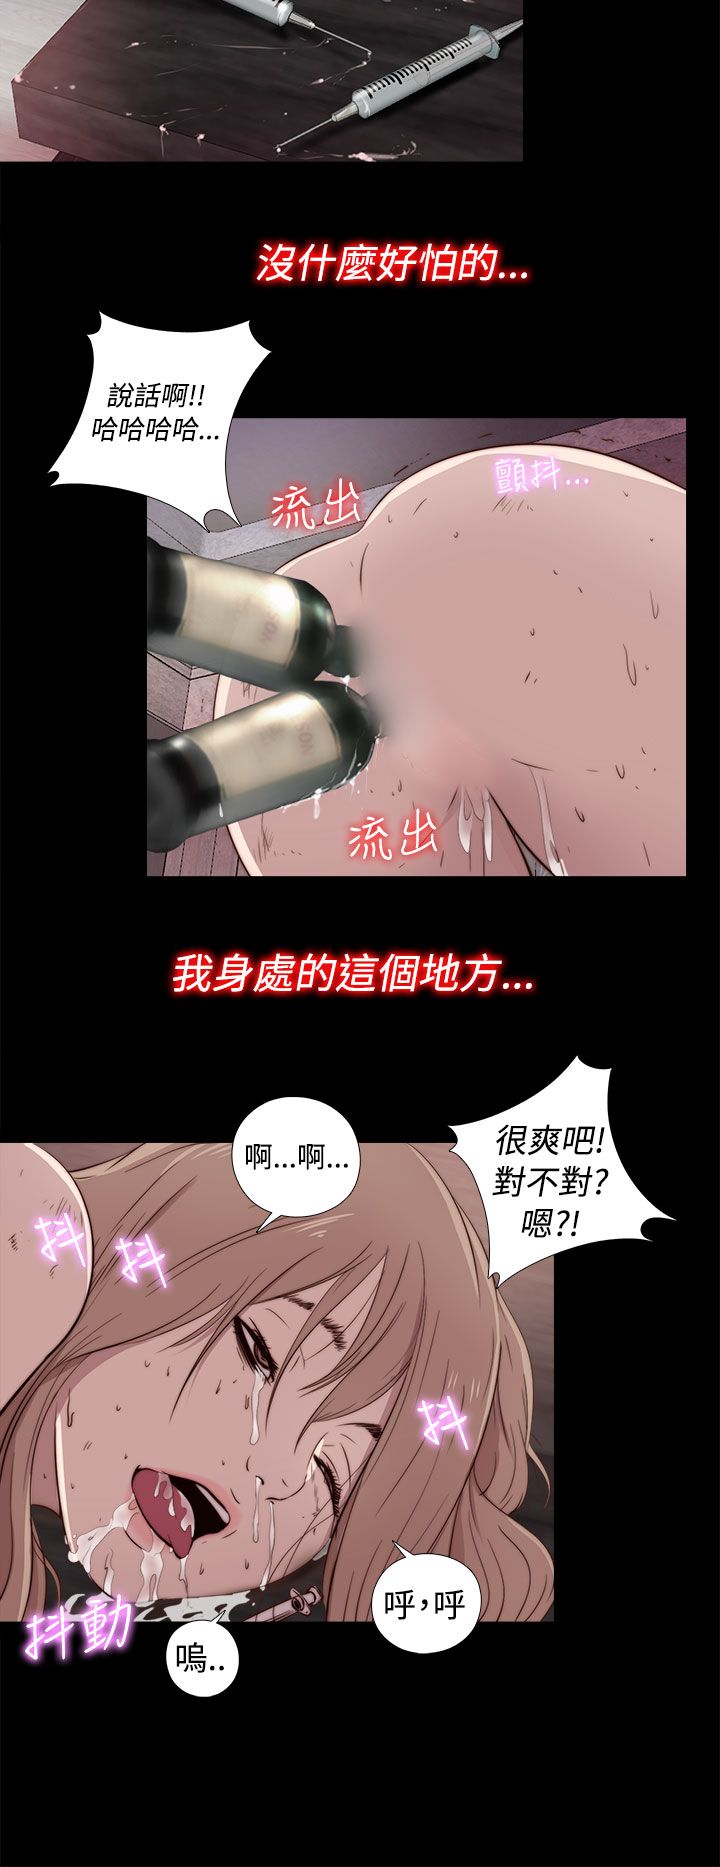 沒什麼好怕的...
說話啊!!
哈哈哈哈...
顫抖...
流出
流出
我身處的這個地方...
很爽吧!
對不對?
嗯?!
啊...啊...
抖
抖
抖
呼,呼
抖動
嗚..